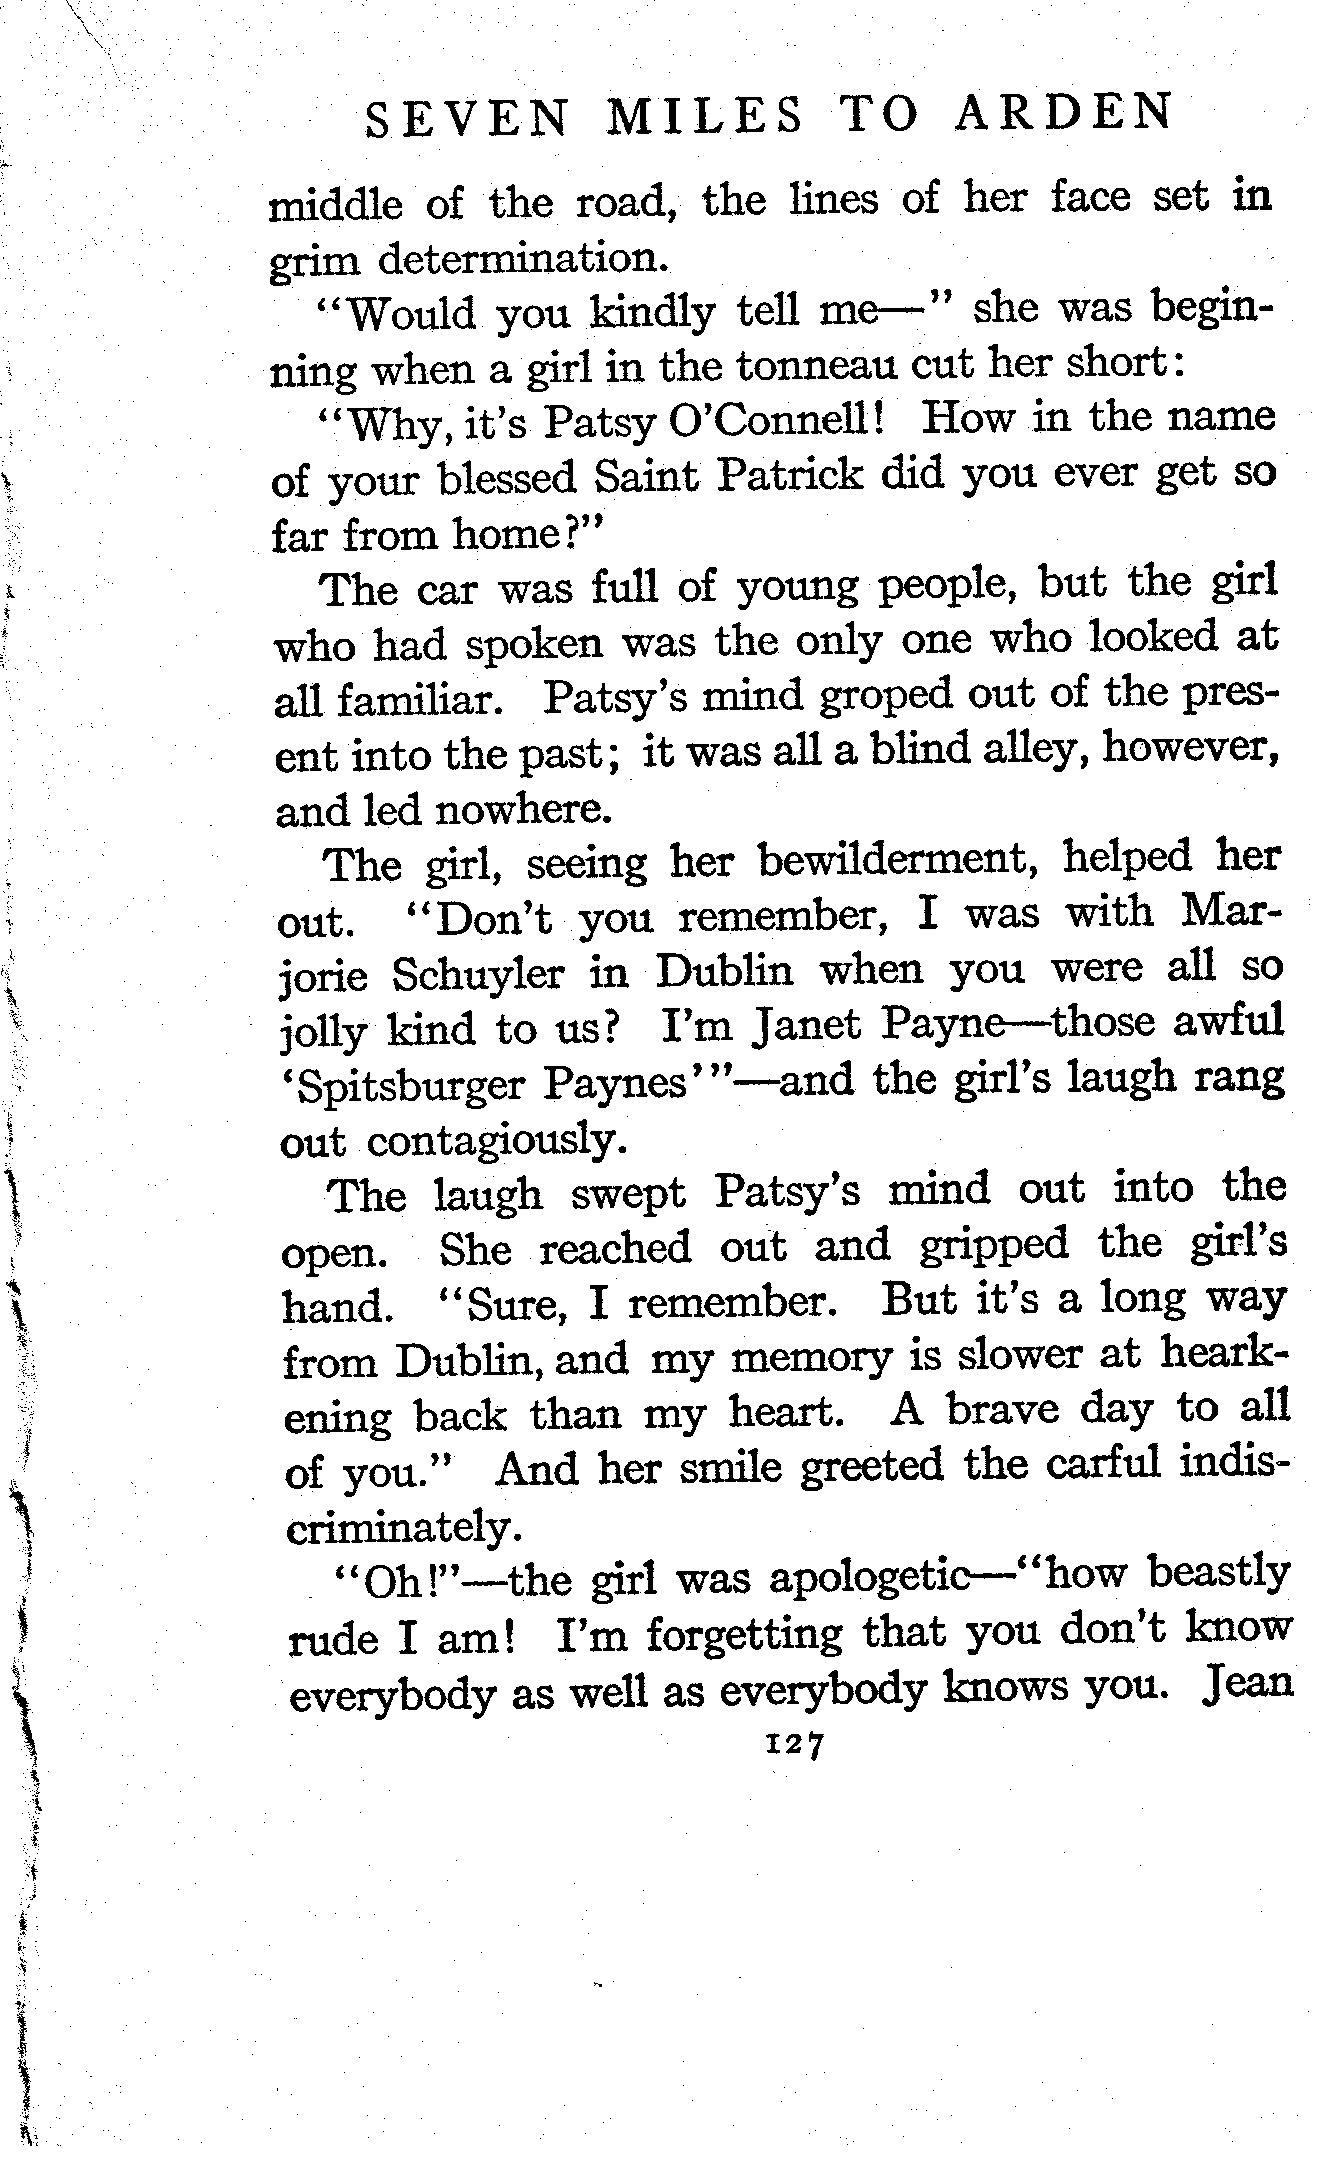 SEVEN MILES TO ARDEN
middle of the road, the lines of her face set in
grim determination.
“Would you kindly tell me—” she was begin-
ning when a girl in the tonneau cut her short:
“Why, it’s Patsy O’Connell! How in the name
of your blessed Saint Patrick did you ever get so
far from home?”
The car was full of young people, but the girl
who had spoken was the only one who looked at
all familiar. Patsy’s mind groped out of the pres-
ent into the past; it was all a blind alley, however,
and led nowhere.
The girl, seeing her bewilderment, helped her
out. “Don’t you remember, I was with Mar-
jorie Schuyler in Dublin when you were all so
jolly kind to us? I’m Janet Payne—those awful
‘Spitsburger Paynes’”—and the girl’s laugh rang
out contagiously.
The laugh swept Patsy’s mind out into the
open. She reached out and gripped the girl’s
hand. “Sure, I remember. But it’s a long way
from Dublin, and my memory is slower at heark-
ening back than my heart. A brave day to all
of you.” And her smile greeted the carful indis-
criminately.
“Oh!”—the girl was apologetic—“how beastly
rude I am! I’m forgetting that you don’t know
everybody as well as everybody knows you. Jean
127